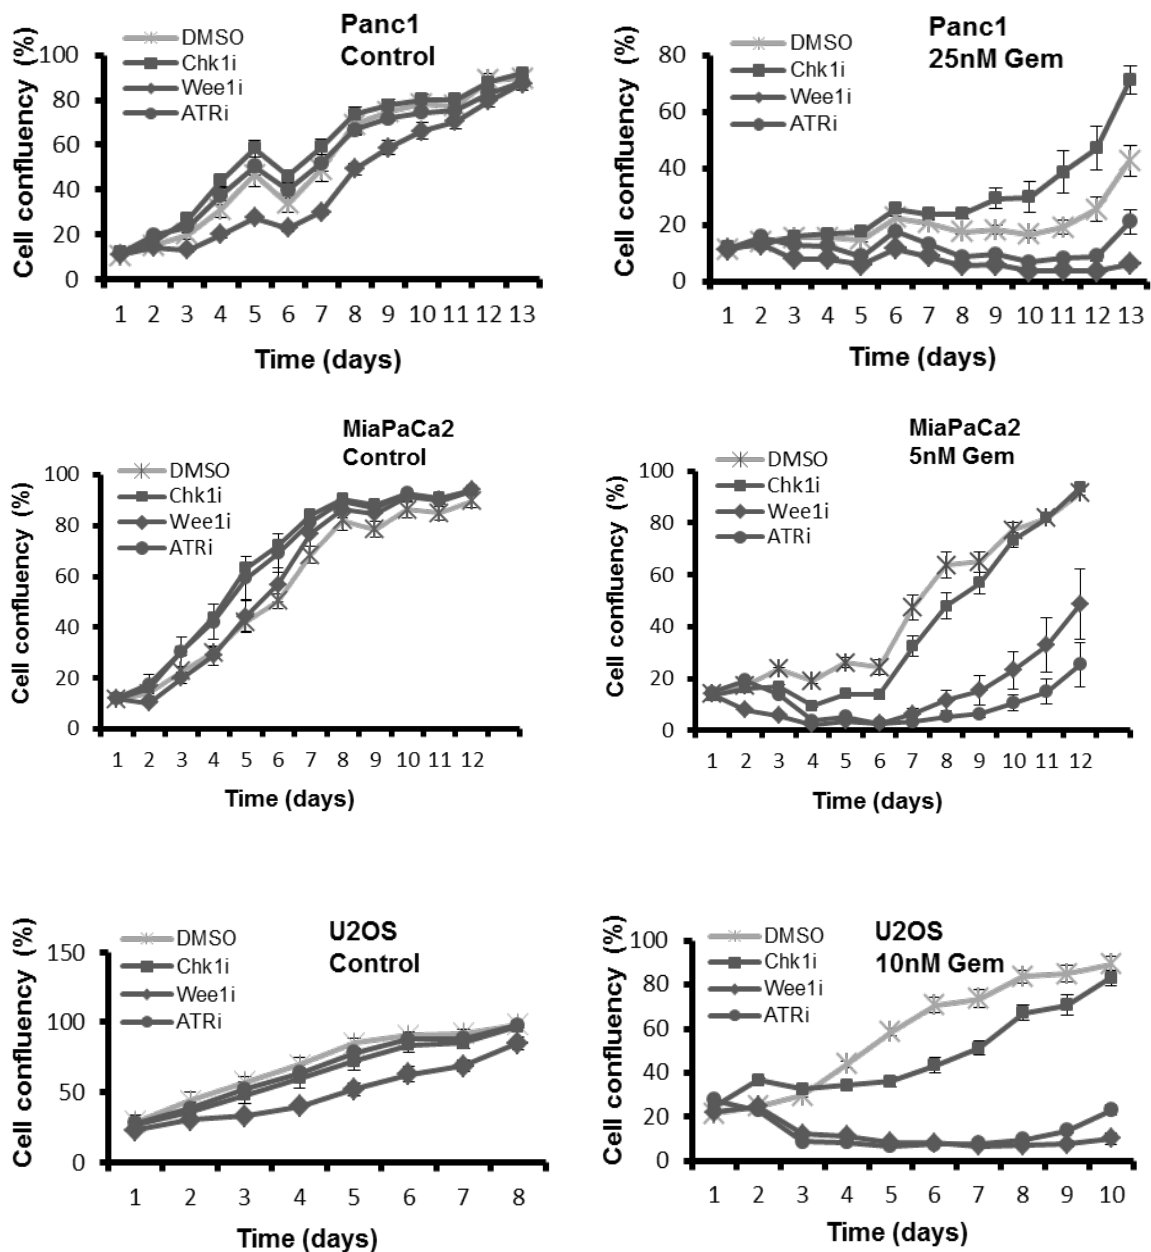 Panc1
Control
DMSO
Chk1i
Wee1i
ATRi
Cell confluency (%)
100
80
60
40
20
0
1 2 3 4 5 6 7 8 9 10 11 12 13
Time (days)
Panc1
25nM Gem
DMSO
Chk1i
Wee1i
ATRi
Cell confluency (%)
80
60
40
20
0
1 2 3 4 5 6 7 8 9 10 11 12 13
Time (days)
MiaPaCa2
Control
DMSO
Chk1i
Wee1i
ATRi
Cell confluency (%)
100
80
60
40
20
0
1 2 3 4 5 6 7 8 9 10 11 12
Time (days)
MiaPaCa2
5nM Gem
DMSO
Chk1i
Wee1i
ATRi
Cell confluency (%)
100
80
60
40
20
0
1 2 3 4 5 6 7 8 9 10 11 12
Time (days)
U2OS
Control
DMSO
Chk1i
Wee1i
ATRi
Cell confluency (%)
150
100
50
0
1 2 3 4 5 6 7 8
Time (days)
U2OS
10nM Gem
DMSO
Chk1i
Wee1i
ATRi
Cell confluency (%)
100
80
60
40
20
0
1 2 3 4 5 6 7 8 9 10
Time (days)